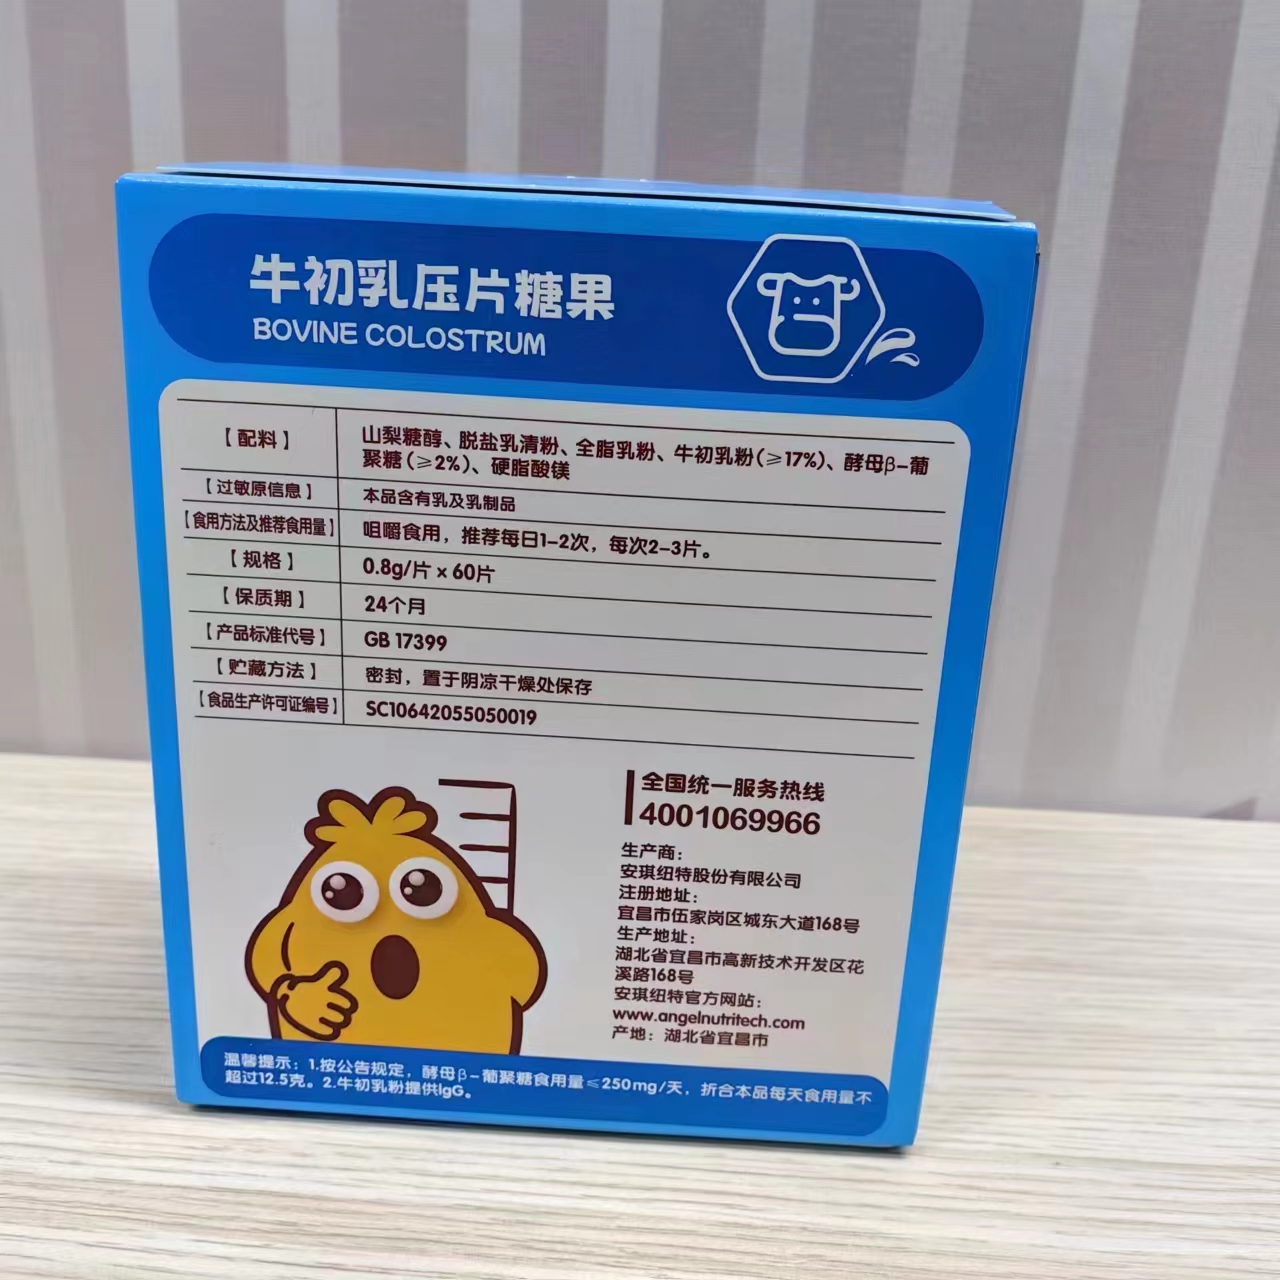 牛初乳压片糖果
BOVINE COLOSTRUM
【配料】
山梨糖醇、脱盐乳清粉、全脂乳粉、牛初乳粉(≥17%)、酵母β-葡
聚糖(≥2%)、硬脂酸镁
【过敏原信息】
本品含有乳及乳制品
【食用方法及推荐食用量】
咀嚼食用，推荐每日1-2次，每次2-3片。
【规格】
0.8g/片 x 60片
【保质期】
24个月
【产品标准代号】
GB 17399
【贮藏方法】
密封，置于阴凉干燥处保存
【食品生产许可证编号】
SC10642055050019
全国统一服务热线
4001069966
生产商：
安琪纽特股份有限公司
注册地址：
宜昌市伍家岗区城东大道168号
生产地址：
湖北省宜昌市高新技术开发区花
溪路168号
安琪纽特官方网站：
www.angelnutritech.com
产地：湖北省宜昌市
温馨提示：1.按公告规定，酵母β-葡聚糖食用量≤250mg/天，折合本品每天食用量不
超过12.5克。2.牛初乳粉提供IgG。